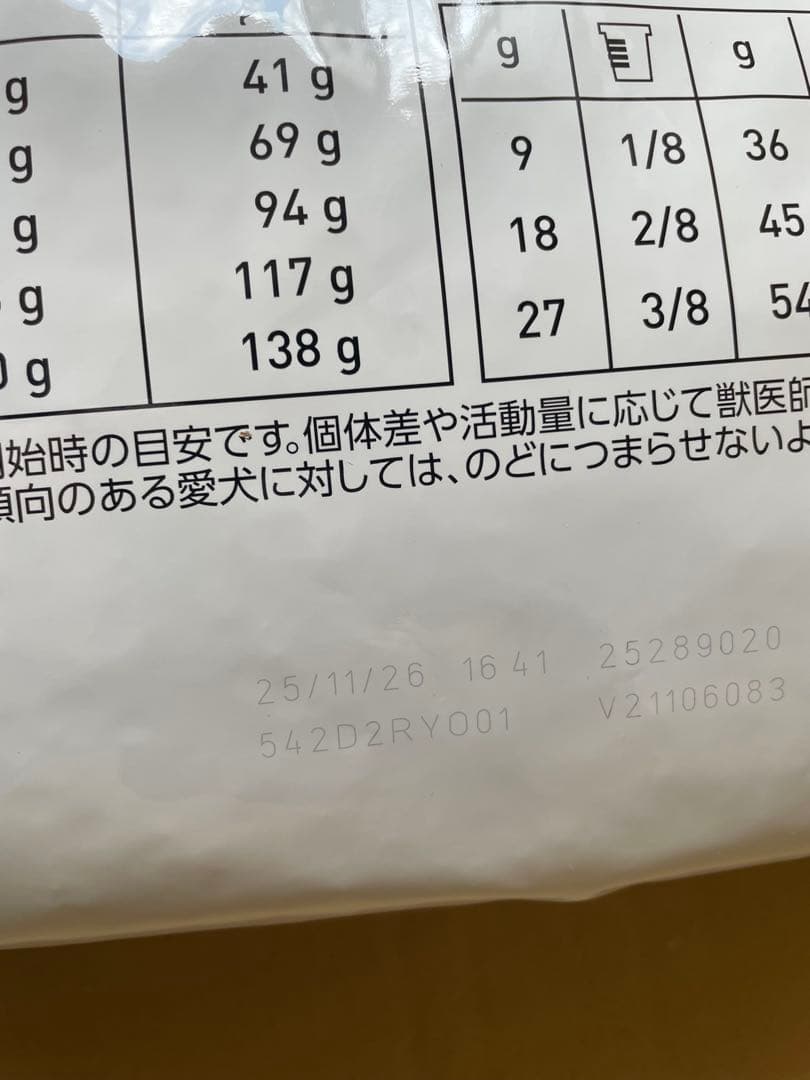 g
41 g
g
69 g
g
94 g
g
117 g
g
138 g
g g
9 1/8 36
18 2/8 45
27 3/8 54
始時の目安です。個体差や活動量に応じて獣医師
傾向のある愛犬に対しては、のどにつまらせないよ
25/11/26 16 41 25289020
542D2RY001 V21106083